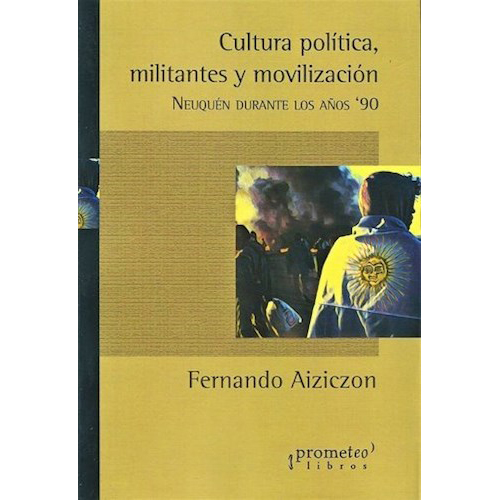 Cultura política,
militantes y movilización
NEUQUÉN DURANTE LOS AÑOS ‘90
Fernando Aiziczon
prometeo
libros